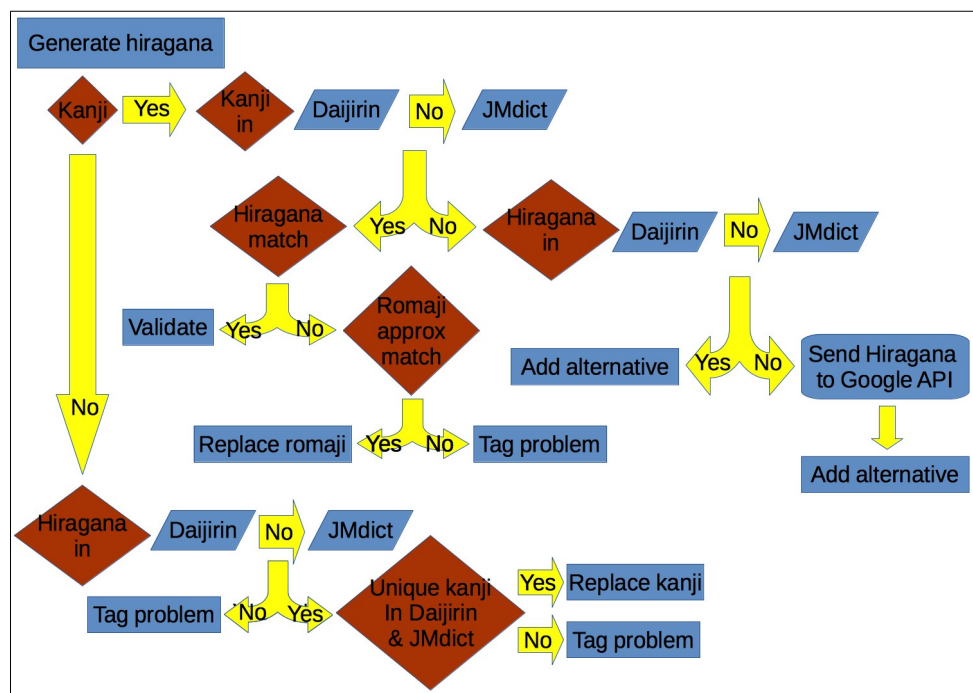 Generate hiragana
Kanji
Yes
Kanji
in
Daijirin
No
JMdict
Hiragana
match
Yes
No
Hiragana
in
Daijirin
No
JMdict
Validate
Yes
No
Romaji
approx
match
Add alternative
Yes
No
Send Hiragana
to Google API
No
Replace romaji
Yes
No
Tag problem
Add alternative
Hiragana
in
Daijirin
No
JMdict
Tag problem
No
Yes
Unique kanji
In Daijirin
& JMdict
Yes
Replace kanji
No
Tag problem